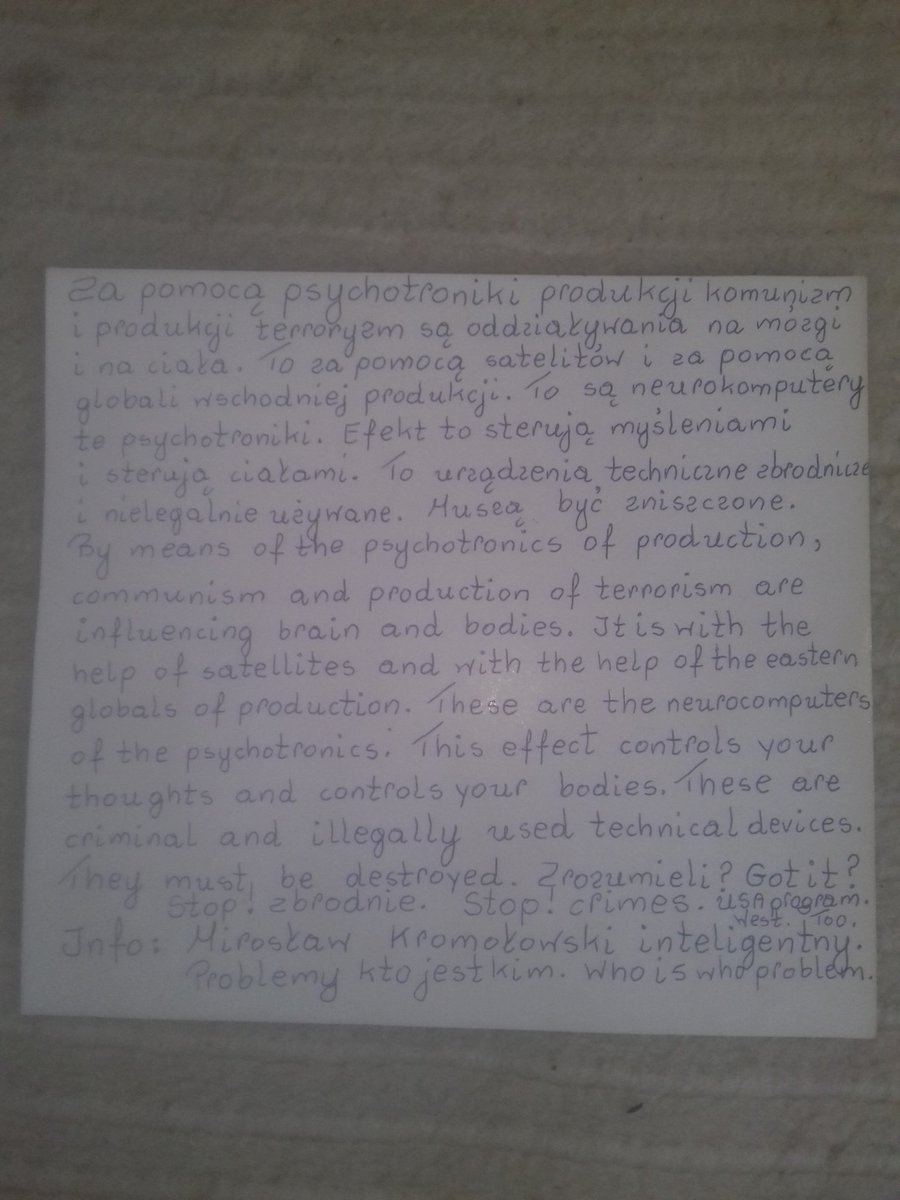 Za pomocą psychotroniki produkcji komunizm
i produkcji terroryzm są oddziaływania na mózgi
i na ciała. To za pomocą satelitów i za pomocą
globali wschodniej produkcji. To są neurokomputery
te psychotroniki. Efekt to sterują myśleniami
i sterują ciałami. To urządzenia techniczne zbrodnicze
i nielegalnie używane. Muszą być zniszczone.
By means of the psychotronics of production,
communism and production of terrorism are
influencing brain and bodies. It is with the
help of satellites and with the help of the eastern
globals of production. These are the neurocomputers
of the psychotronics. This effect controls your
thoughts and controls your bodies. These are
criminal and illegally used technical devices.
They must be destroyed. Zrozumieli? Got it?
Stop! zbrodnie. Stop! crimes. USA program.
West. Too.
Info: Mirosław Kromołowski inteligentny.
Problemy kto jest kim. Who is who problem.